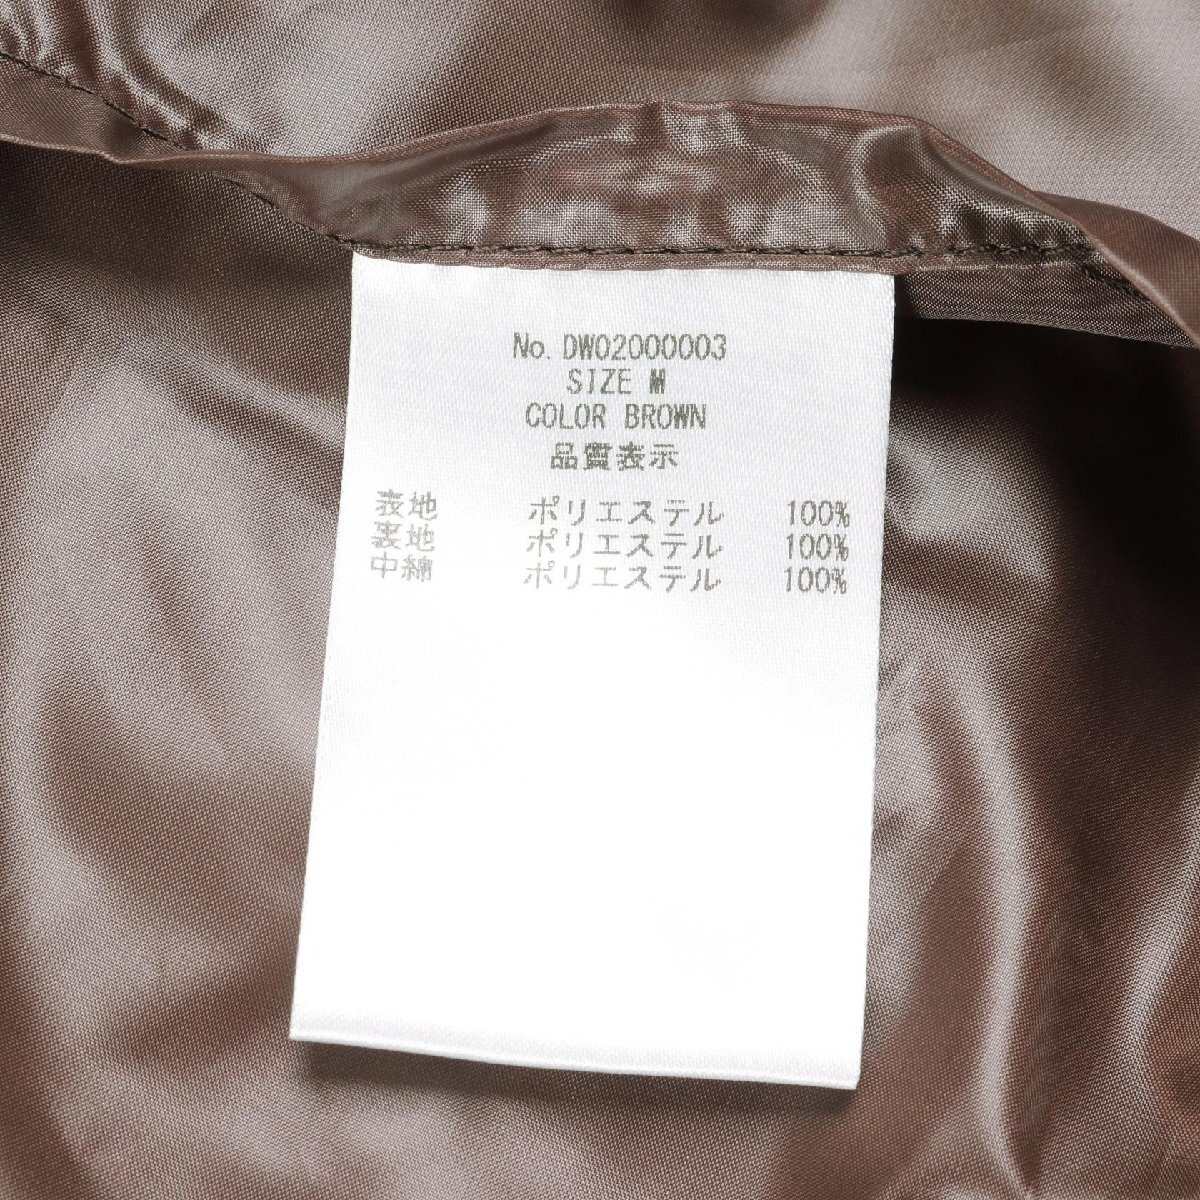 No. DW02000003
SIZE M
COLOR BROWN
品質表示
表地 ポリエステル 100%
裏地 ポリエステル 100%
中綿 ポリエステル 100%